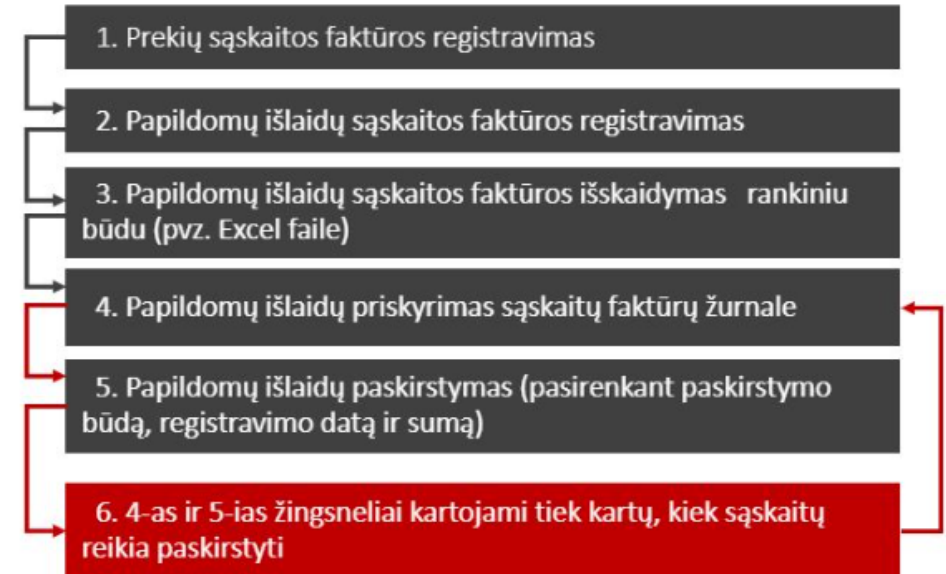 1. Prekių sąskaitos faktūros registravimas
2. Papildomų išlaidų sąskaitos faktūros registravimas
3. Papildomų išlaidų sąskaitos faktūros išskaidymas rankiniu
būdu (pvz. Excel faile)
4. Papildomų išlaidų priskyrimas sąskaitų faktūrų žurnale
5. Papildomų išlaidų paskirstymas (pasirenkant paskirstymo
būdą, registravimo datą ir sumą)
6. 4-as ir 5-ias žingsneliai kartojami tiek kartų, kiek sąskaitų
reikia paskirstyti